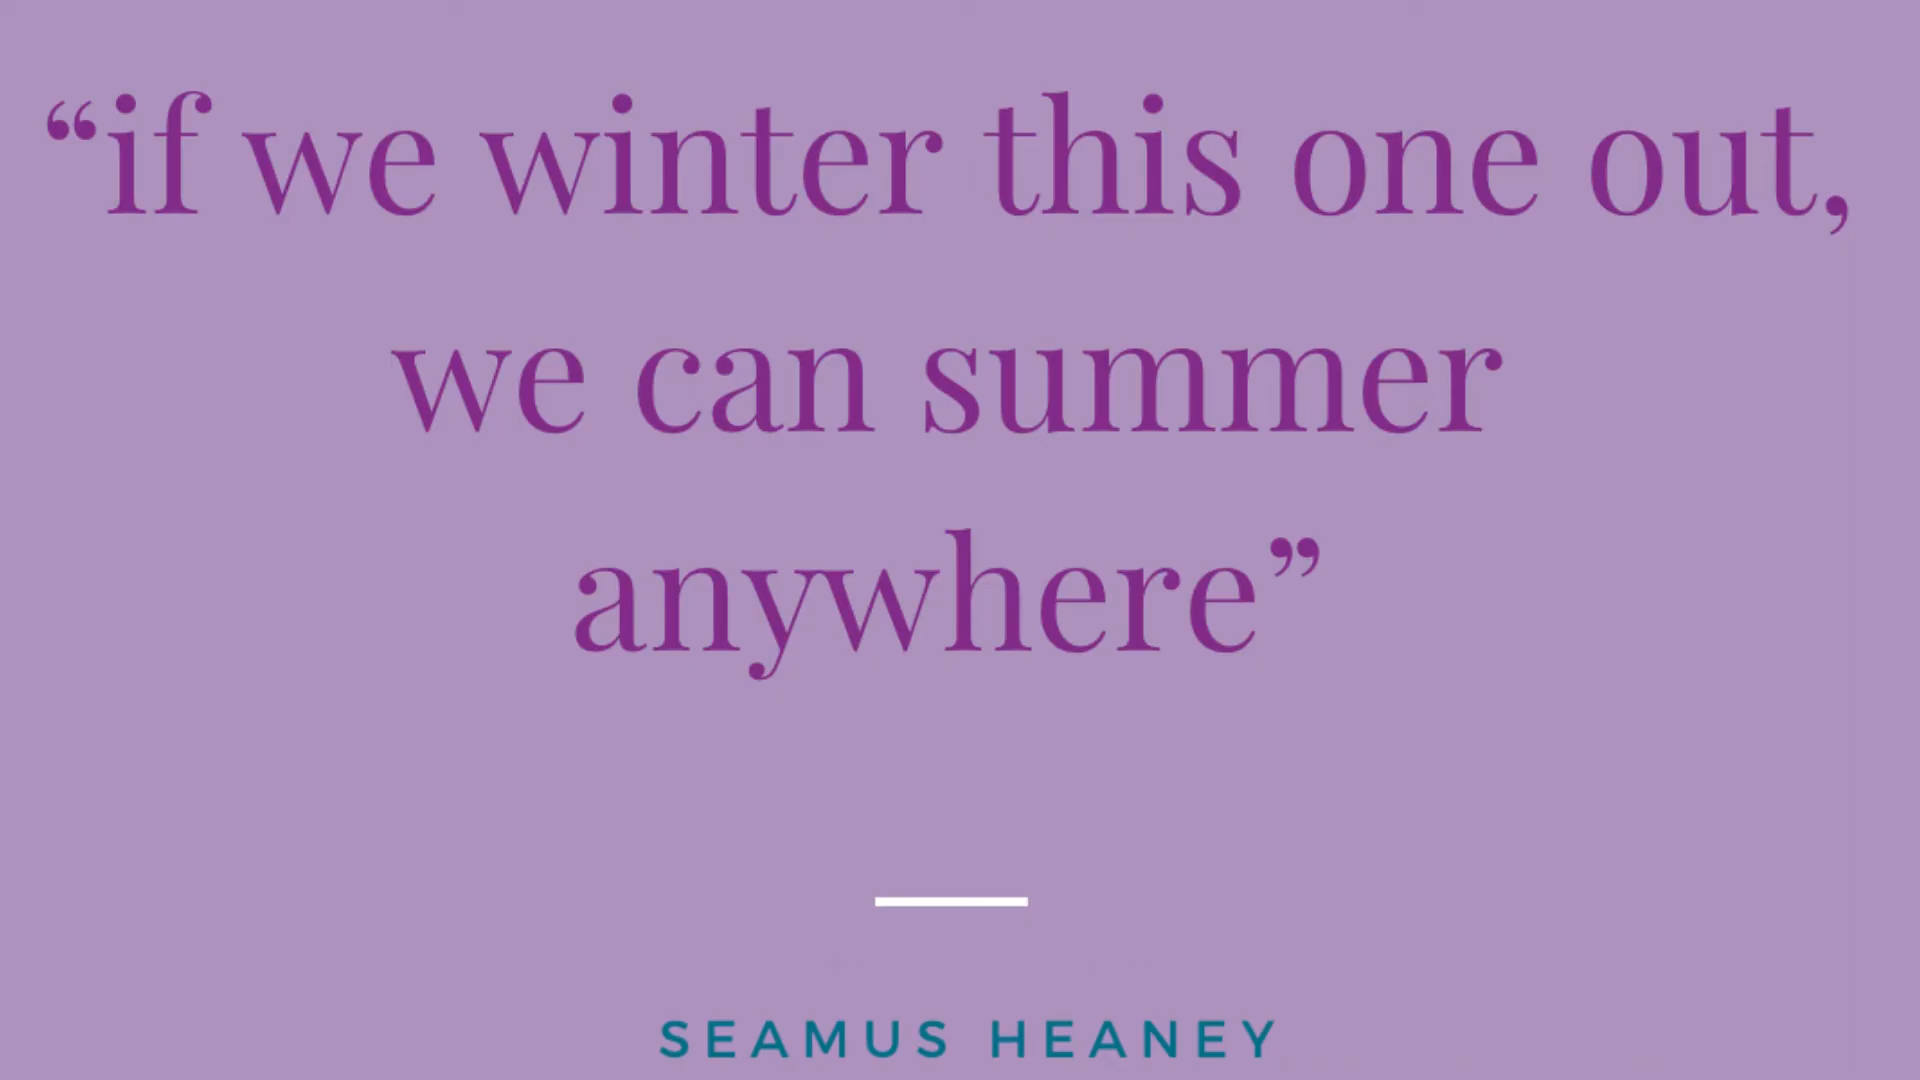 “if we winter this one out,
we can summer
anywhere”
SEAMUS HEANEY